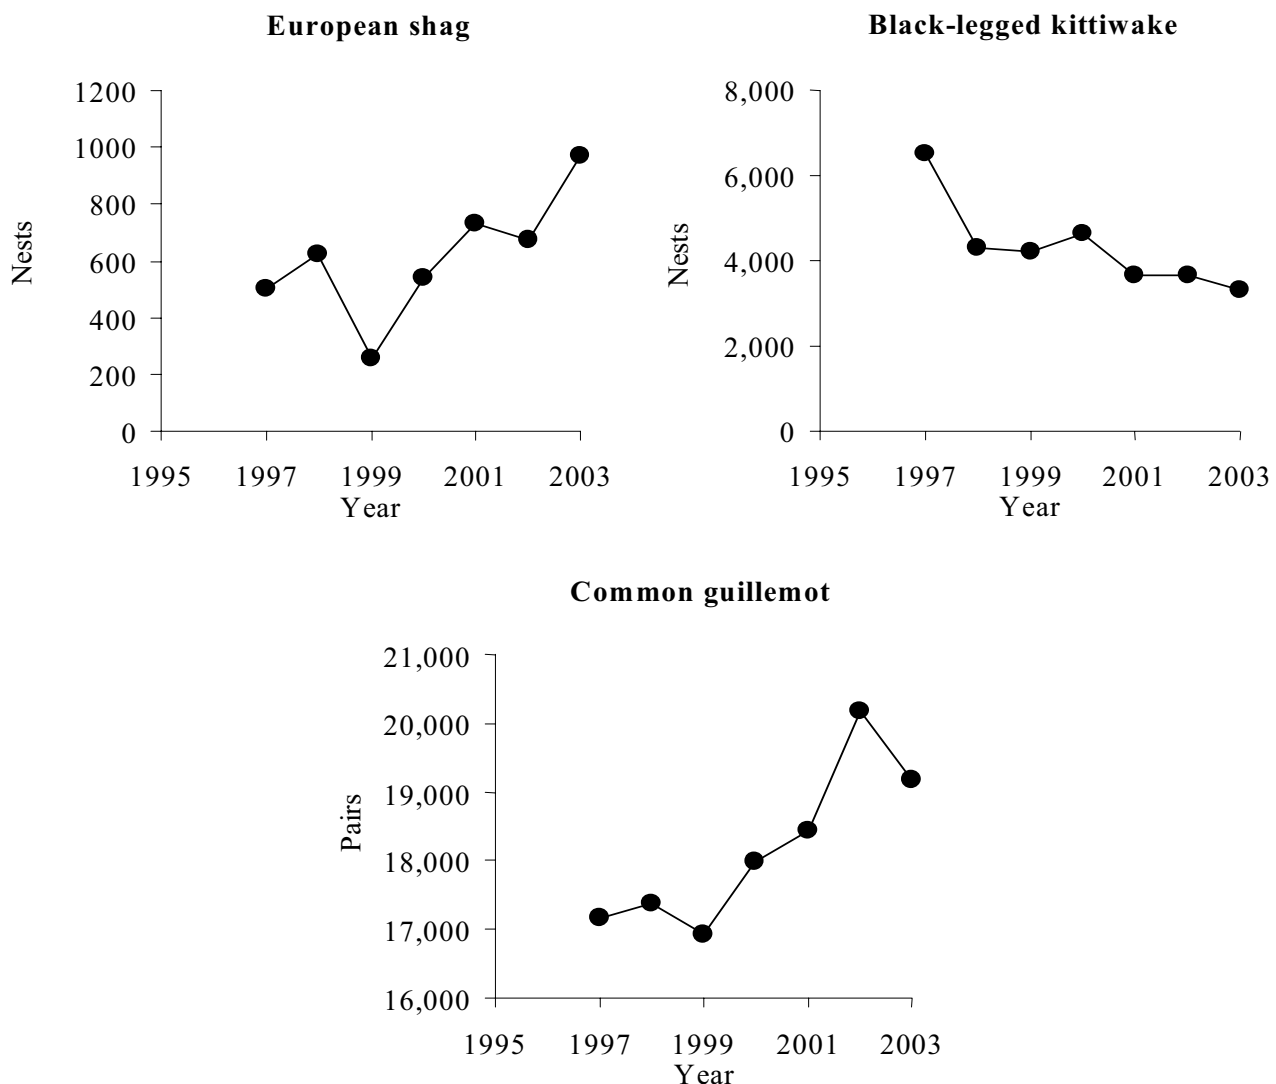 European shag
1200
1000
800
600
400
200
0
Nests
1995 1997 1999 2001 2003
Year
Black-legged kittiwake
8,000
6,000
4,000
2,000
0
Nests
1995 1997 1999 2001 2003
Year
Common guillemot
21,000
20,000
19,000
18,000
17,000
16,000
Pairs
1995 1997 1999 2001 2003
Year